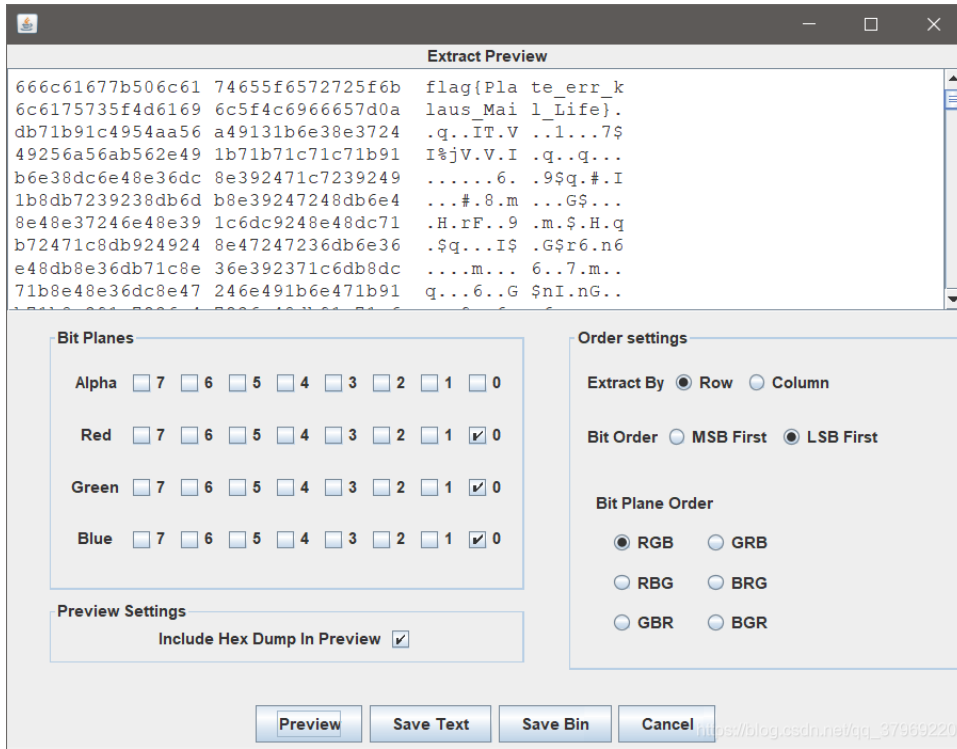 Extract Preview
666c61677b506c61 74655f6572725f6b flag{Pla te_err_k
6c6175735f4d6169 6c5f4c6966657d0a laus_Mai l_Life}.
db71b91c4954aa56 a49131b6e38e3724 .q..IT.V ..1...7$
49256a56ab562e49 1b71b71c71c71b91 I%jV.V.I .q..q...
b6e38dc6e48e36dc 8e392471c7239249 ......6. .9$q.#.I
1b8db7239238db6d b8e39247248db6e4 ...#.8.m ...G$...
8e48e37246e48e39 1c6dc9248e48dc71 .H.rF..9 .m.$.H.q
b72471c8db924924 8e47247236db6e36 .$q...I$ .G$r6.n6
e48db8e36db71c8e 36e392371c6db8dc ....m... 6..7.m..
71b8e48e36dc8e47 246e491b6e471b91 q...6..G $nI.nG..
Bit Planes
Alpha 7 6 5 4 3 2 1 0
Red 7 6 5 4 3 2 1 0
Green 7 6 5 4 3 2 1 0
Blue 7 6 5 4 3 2 1 0
Preview Settings
Include Hex Dump In Preview
Order settings
Extract By Row Column
Bit Order MSB First LSB First
Bit Plane Order
RGB GRB
RBG BRG
GBR BGR
Preview Save Text Save Bin Cancel
https://blog.csdn.net/qq_37969220